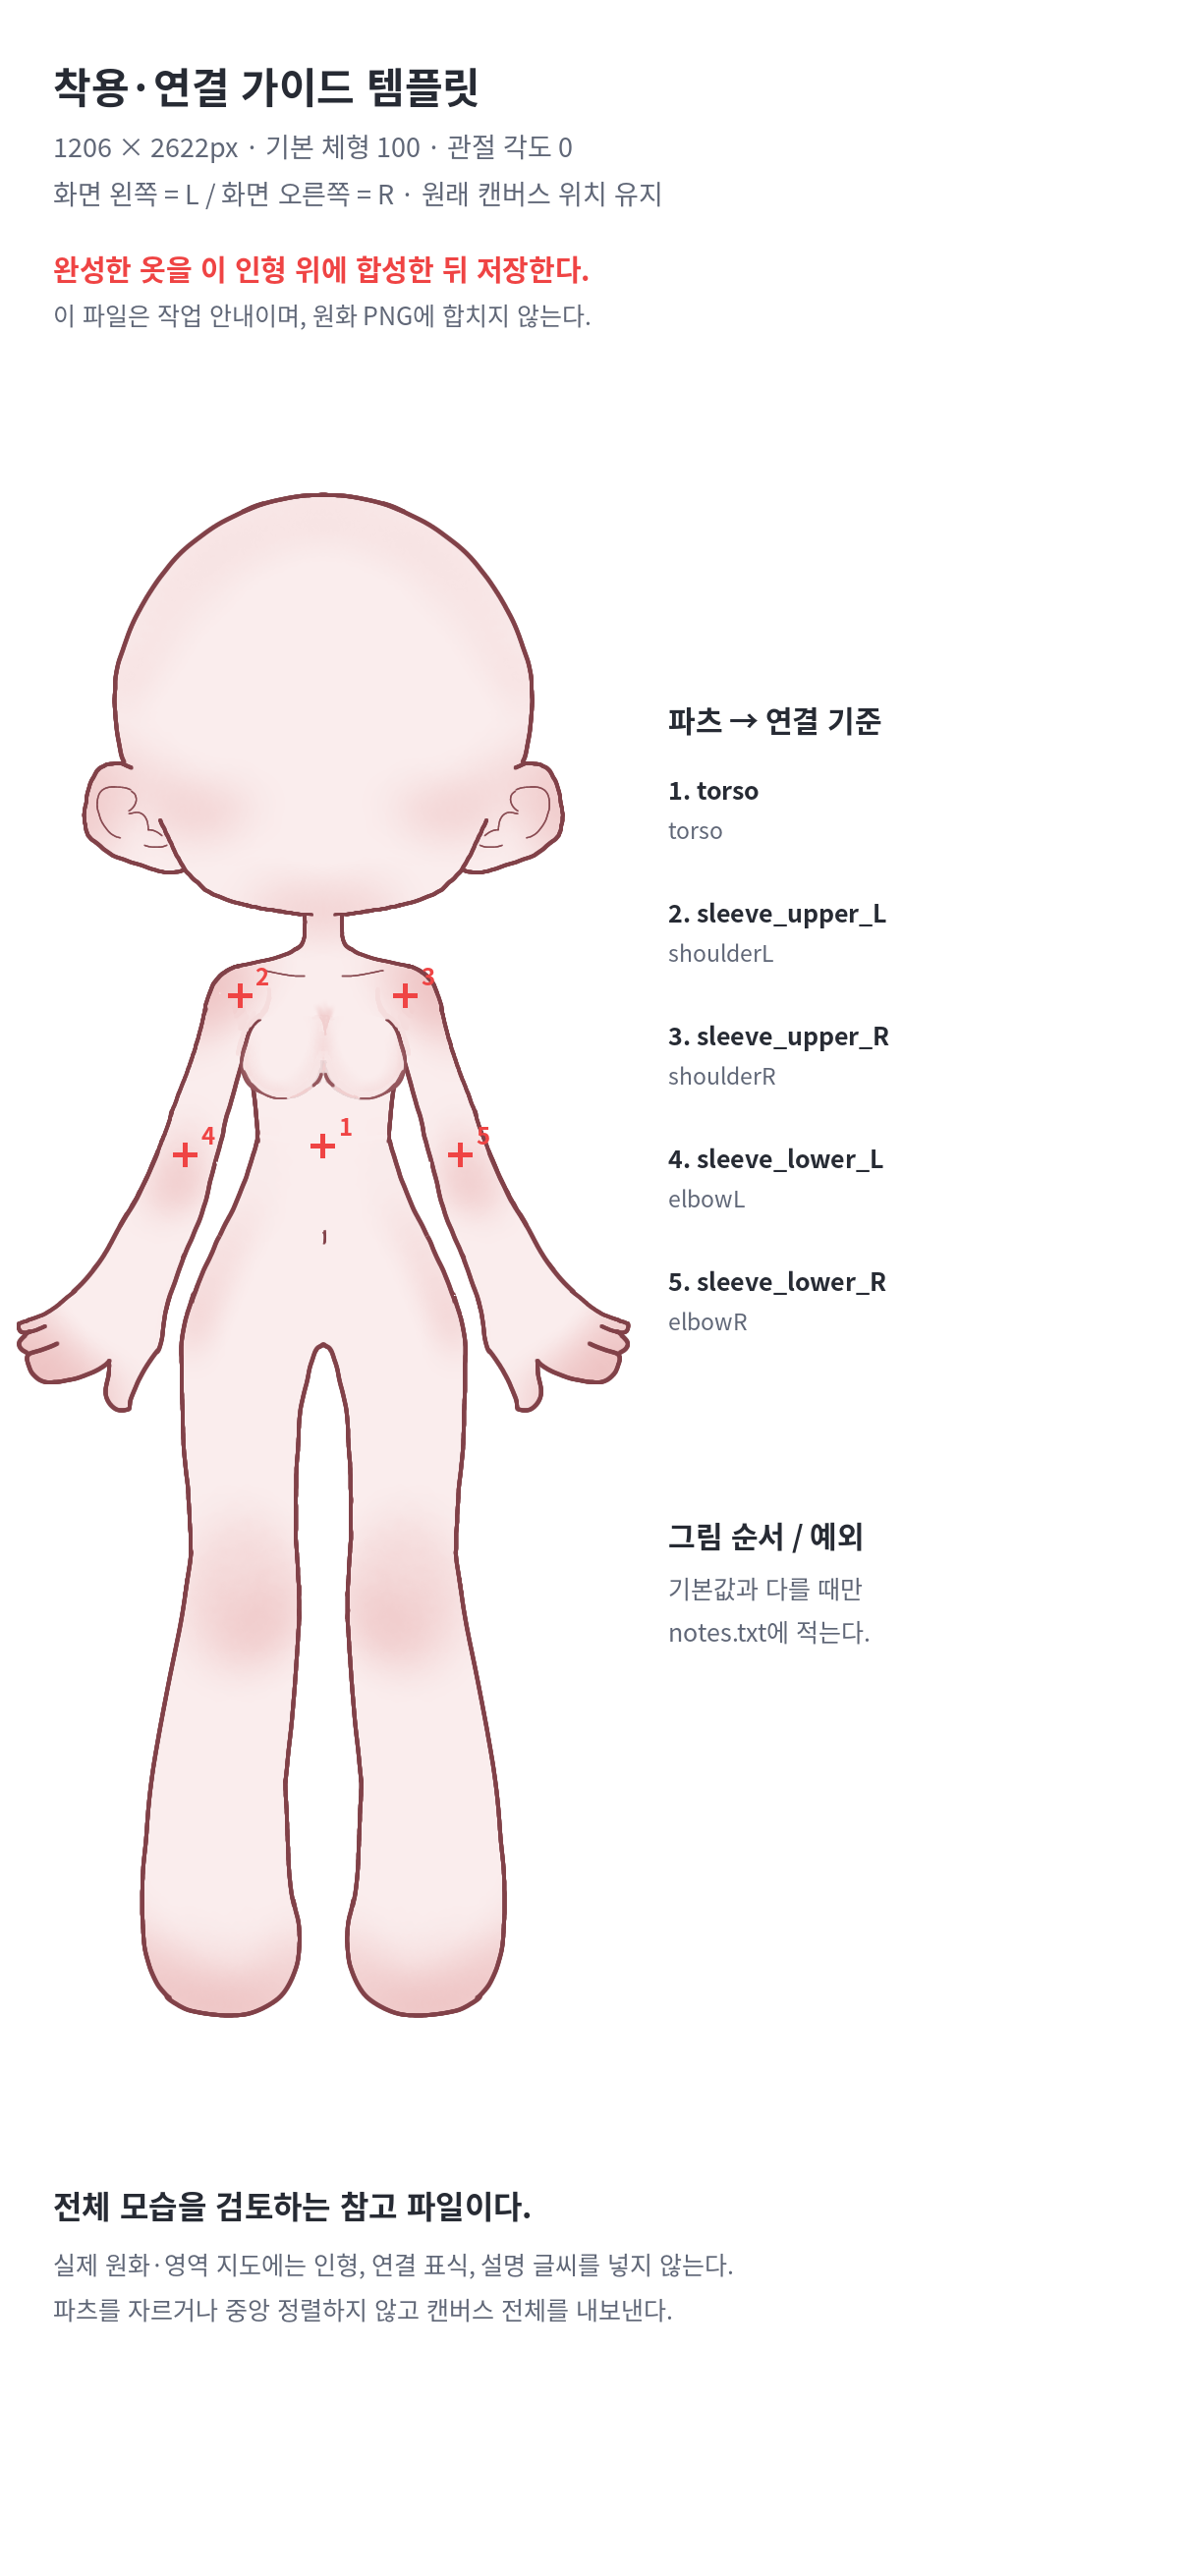 착용·연결 가이드 템플릿
1206 × 2622px · 기본 체형 100 · 관절 각도 0
화면 왼쪽 = L / 화면 오른쪽 = R · 원래 캔버스 위치 유지
완성한 옷을 이 인형 위에 합성한 뒤 저장한다.
이 파일은 작업 안내이며, 원화 PNG에 합치지 않는다.
파츠 → 연결 기준
1. torso
torso
2. sleeve_upper_L
shoulderL
3. sleeve_upper_R
shoulderR
4. sleeve_lower_L
elbowL
5. sleeve_lower_R
elbowR
2
3
1
4
5
그림 순서 / 예외
기본값과 다를 때만
notes.txt에 적는다.
전체 모습을 검토하는 참고 파일이다.
실제 원화·영역 지도에는 인형, 연결 표식, 설명 글씨를 넣지 않는다.
파츠를 자르거나 중앙 정렬하지 않고 캔버스 전체를 내보낸다.